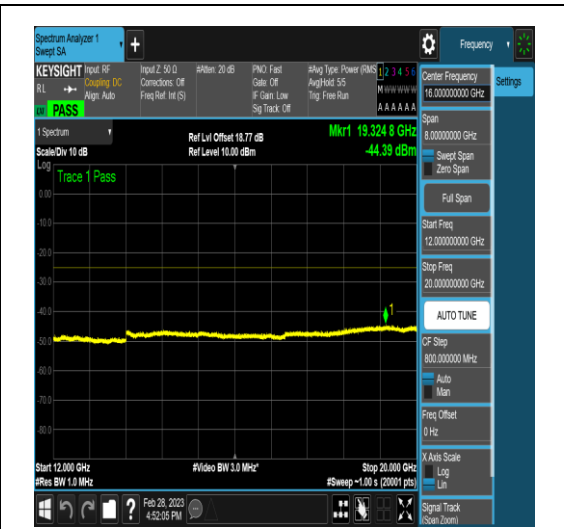 Spectrum Analyzer 1
Swept SA
+
Frequency
KEYSIGHT
Input: RF
Input Z: 50 Ω
#Atten: 20 dB
PNO: Fast
#Avg Type: Power (RMS
1 2 3 4 5 6
RL
Coupling: DC
Corrections: Off
Gate: Off
Avg|Hold: 5/5
M W W W W W
Align: Auto
Freq Ref: Int (S)
IF Gain: Low
Trig: Free Run
Sig Track: Off
A A A A A A
PASS
Center Frequency
16.000000000 GHz
Settings
1 Spectrum
Ref Lvl Offset 18.77 dB
Mkr1 19.324 8 GHz
Scale/Div 10 dB
Ref Level 10.00 dBm
-44.39 dBm
Span
8.00000000 GHz
Swept Span
Zero Span
Log
Trace 1 Pass
0.00
-10.0
-20.0
-30.0
-40.0
-50.0
-60.0
-70.0
-80.0
1
Full Span
Start Freq
12.000000000 GHz
Stop Freq
20.000000000 GHz
AUTO TUNE
CF Step
800.000000 MHz
Auto
Man
Freq Offset
0 Hz
X Axis Scale
Log
Lin
Signal Track
(Span Zoom)
Start 12.000 GHz
#Video BW 3.0 MHz*
Stop 20.000 GHz
#Res BW 1.0 MHz
#Sweep ~1.00 s (20001 pts)
?
Feb 28, 2023
4:52:05 PM